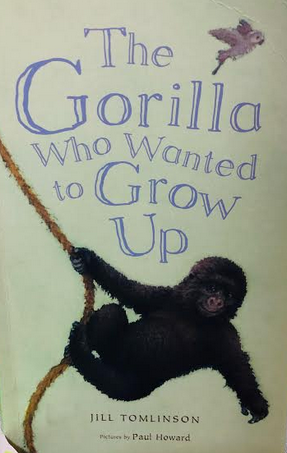 The
Gorilla
Who Wanted
to Grow
Up
JILL TOMLINSON
Pictures by Paul Howard